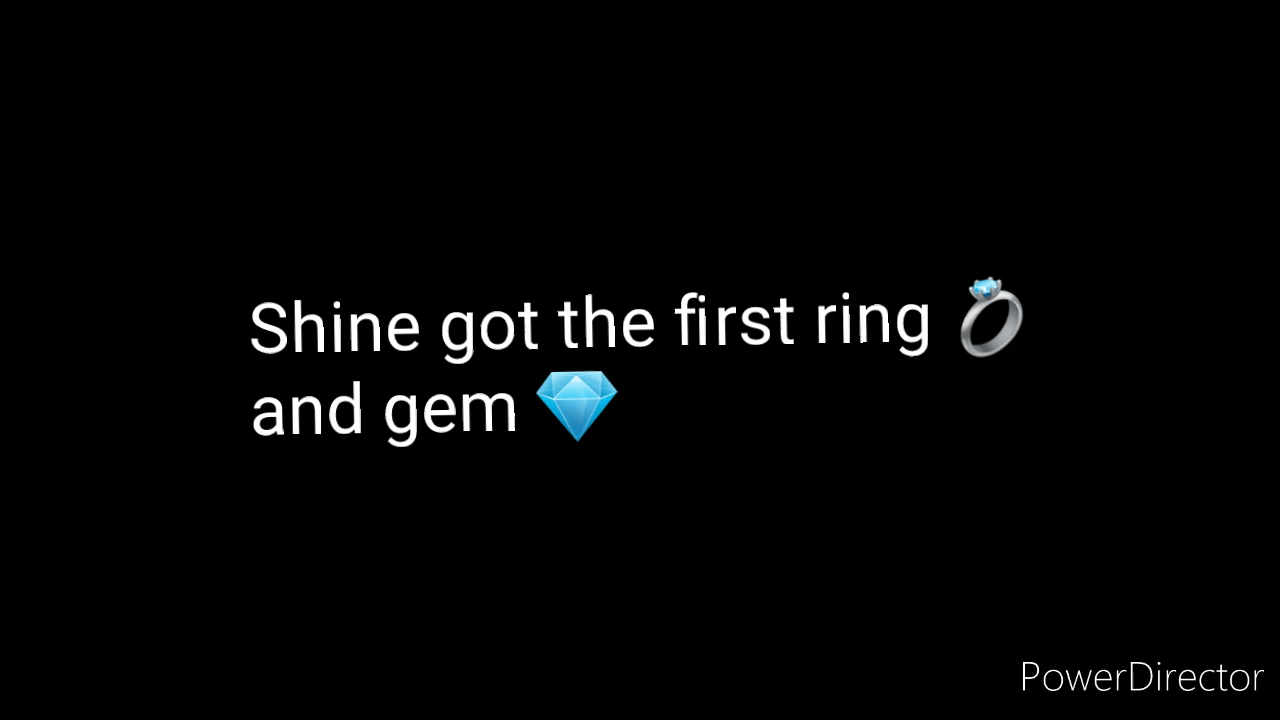 Shine got the first ring 💍
and gem 💎
PowerDirector